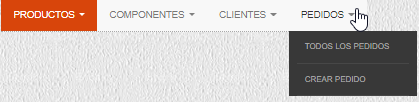 PRODUCTOS COMPONENTES CLIENTES PEDIDOS
TODOS LOS PEDIDOS
CREAR PEDIDO